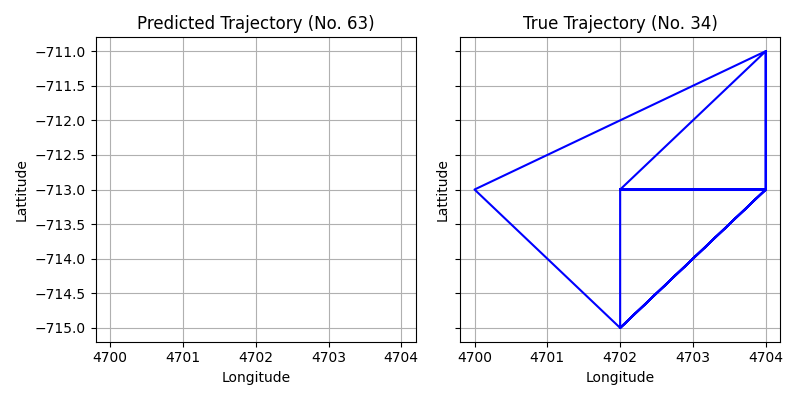 Predicted Trajectory (No. 63)
True Trajectory (No. 34)
−711.0
−711.5
−712.0
−712.5
−713.0
−713.5
−714.0
−714.5
−715.0
Lattitude
Lattitude
4700 4701 4702 4703 4704
4700 4701 4702 4703 4704
Longitude
Longitude